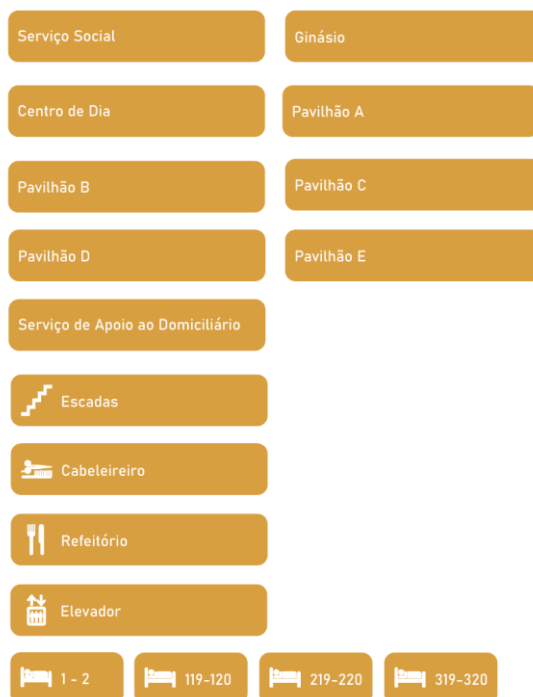 Serviço Social
Ginásio
Centro de Dia
Pavilhão A
Pavilhão B
Pavilhão C
Pavilhão D
Pavilhão E
Serviço de Apoio ao Domiciliário
Escadas
Cabeleireiro
Refeitório
Elevador
1 - 2
119-120
219-220
319-320